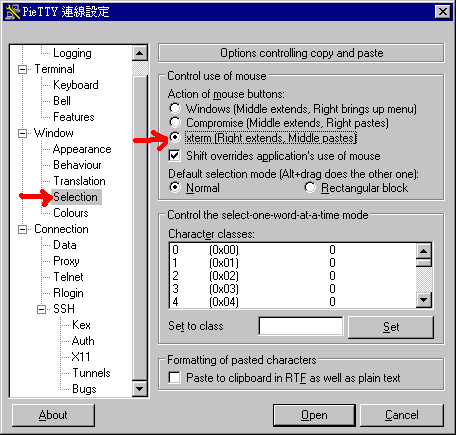 PieTTY 連線設定
Logging
Terminal
Keyboard
Bell
Features
Window
Appearance
Behaviour
Translation
Selection
Colours
Connection
Data
Proxy
Telnet
Rlogin
SSH
Kex
Auth
X11
Tunnels
Bugs
Options controlling copy and paste
Control use of mouse
Action of mouse buttons:
Windows (Middle extends, Right brings up menu)
Compromise (Middle extends, Right pastes)
xterm (Right extends, Middle pastes)
Shift overrides application's use of mouse
Default selection mode (Alt+drag does the other one):
Normal Rectangular block
Control the select-one-word-at-a-time mode
Character classes:
0 (0x00) 0
1 (0x01) 0
2 (0x02) 0
3 (0x03) 0
4 (0x04) 0
Set to class Set
Formatting of pasted characters
Paste to clipboard in RTF as well as plain text
About Open Cancel